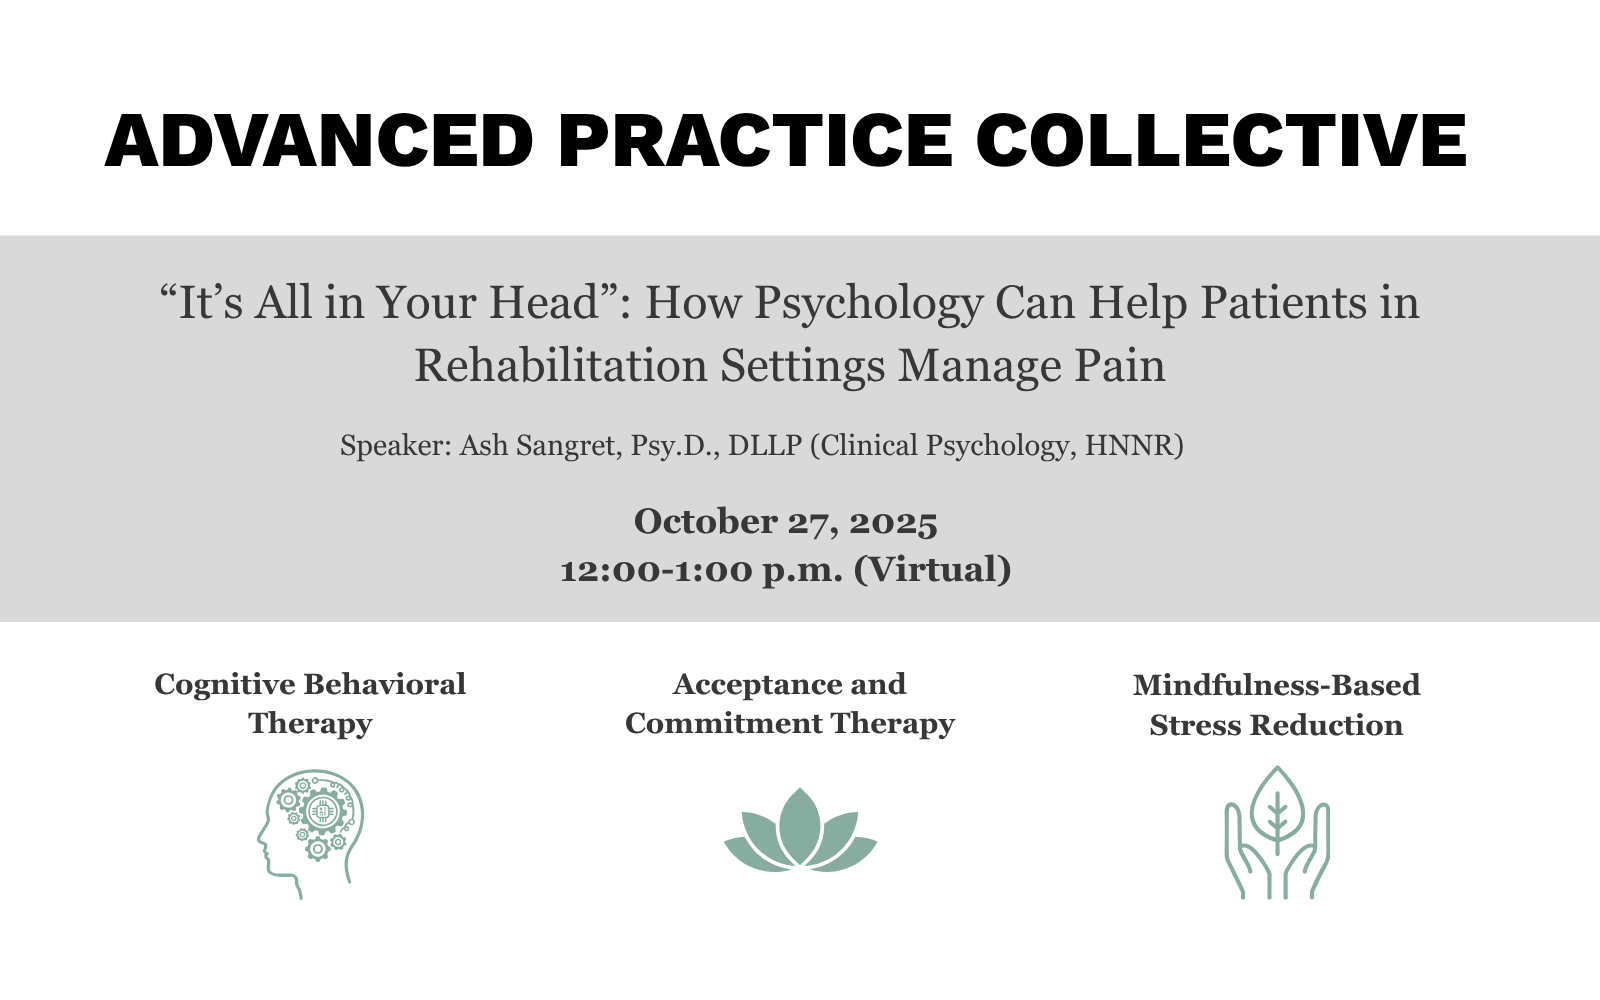 ADVANCED PRACTICE COLLECTIVE
“It’s All in Your Head”: How Psychology Can Help Patients in
Rehabilitation Settings Manage Pain
Speaker: Ash Sangret, Psy.D., DLLP (Clinical Psychology, HNNR)
October 27, 2025
12:00-1:00 p.m. (Virtual)
Cognitive Behavioral
Therapy
Acceptance and
Commitment Therapy
Mindfulness-Based
Stress Reduction